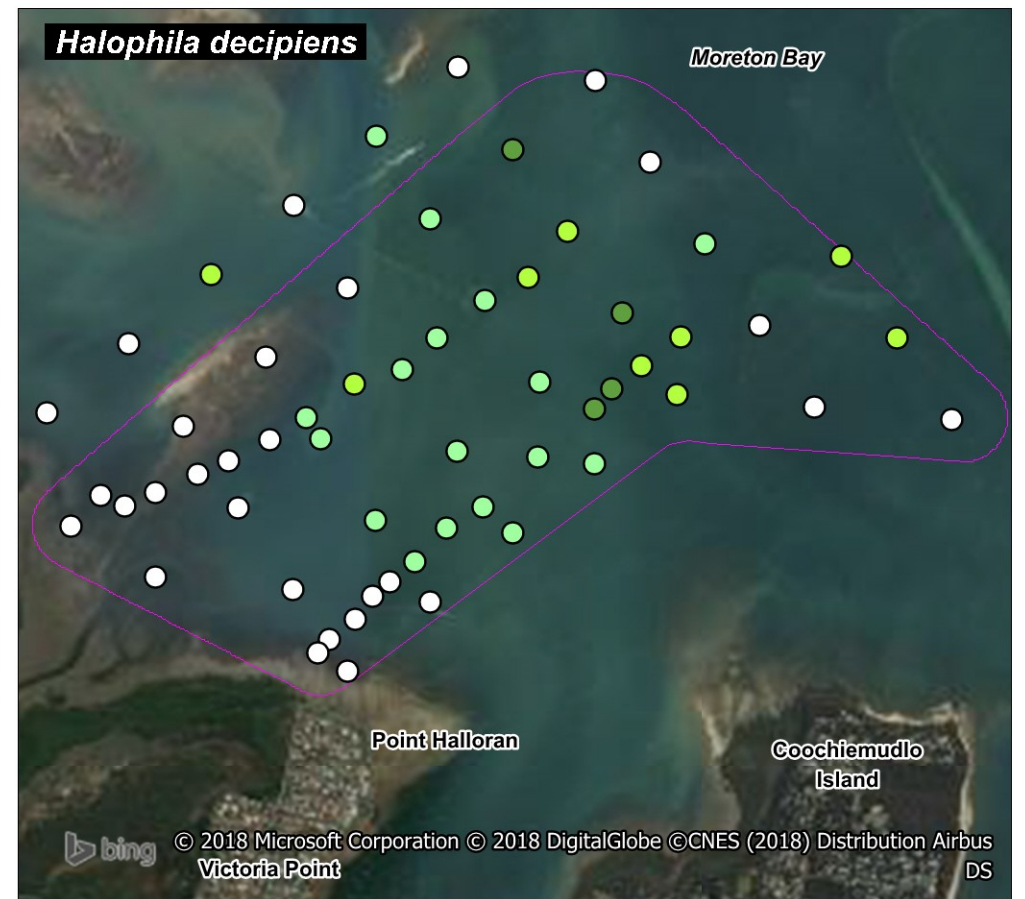 Halophila decipiens
Moreton Bay
Point Halloran
Coochiemudlo
Island
bing
© 2018 Microsoft Corporation © 2018 DigitalGlobe ©CNES (2018) Distribution Airbus
DS
Victoria Point